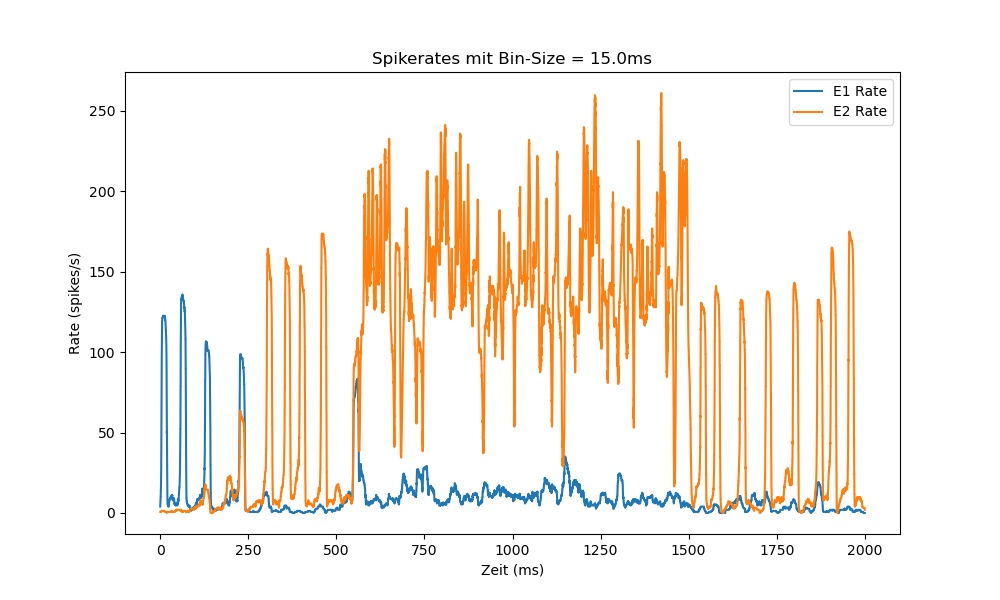 Spikerates mit Bin-Size = 15.0ms
E1 Rate
E2 Rate
Rate (spikes/s)
250
200
150
100
50
0
0 250 500 750 1000 1250 1500 1750 2000
Zeit (ms)